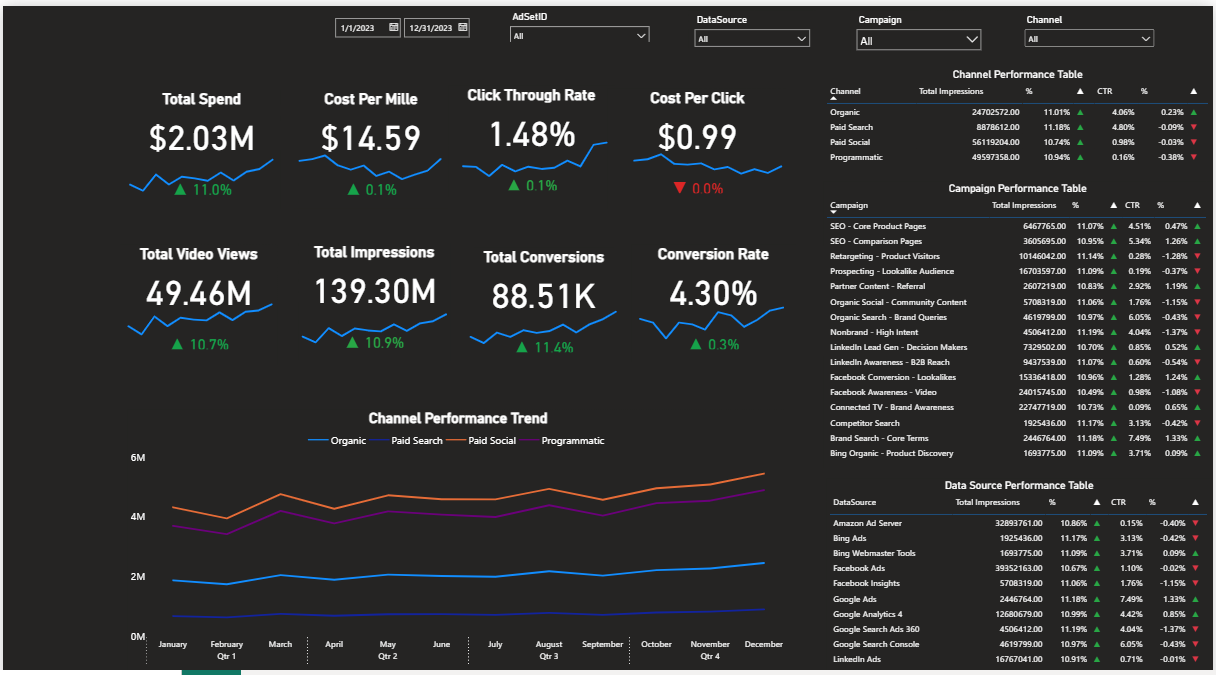 1/1/2023 12/31/2023
AdSetID
All
DataSource
All
Campaign
All
Channel
All
Total Spend
$2.03M
▲ 11.0%
Cost Per Mille
$14.59
▲ 0.1%
Click Through Rate
1.48%
▲ 0.1%
Cost Per Click
$0.99
▼ 0.0%
Total Video Views
49.46M
▲ 10.7%
Total Impressions
139.30M
▲ 10.9%
Total Conversions
88.51K
▲ 11.4%
Conversion Rate
4.30%
▲ 0.3%
Channel Performance Trend
Organic Paid Search Paid Social Programmatic
6M
4M
2M
0M
January February March April May June July August September October November December
Qtr 1 Qtr 2 Qtr 3 Qtr 4
Channel Performance Table
Channel Total Impressions % ▲ CTR % ▲
Organic 24702572.00 11.01% ▲ 4.06% 0.23% ▲
Paid Search 8878612.00 11.18% ▲ 4.80% -0.09% ▼
Paid Social 56119204.00 10.74% ▲ 0.98% -0.03% ▼
Programmatic 49597358.00 10.94% ▲ 0.16% -0.38% ▼
Campaign Performance Table
Campaign Total Impressions % ▲ CTR % ▲
SEO - Core Product Pages 6467765.00 11.07% ▲ 4.51% 0.47% ▲
SEO - Comparison Pages 3605695.00 10.95% ▲ 5.34% 1.26% ▲
Retargeting - Product Visitors 10146042.00 11.14% ▲ 0.28% -1.28% ▼
Prospecting - Lookalike Audience 16703597.00 11.09% ▲ 0.19% -0.37% ▼
Partner Content - Referral 2607219.00 10.83% ▲ 2.92% 1.19% ▲
Organic Social - Community Content 5708319.00 11.06% ▲ 1.76% -1.15% ▼
Organic Search - Brand Queries 4619799.00 10.97% ▲ 6.05% -0.43% ▼
Nonbrand - High Intent 4506412.00 11.19% ▲ 4.04% -1.37% ▼
LinkedIn Lead Gen - Decision Makers 7329502.00 10.70% ▲ 0.85% 0.52% ▲
LinkedIn Awareness - B2B Reach 9437539.00 11.07% ▲ 0.60% -0.54% ▼
Facebook Conversion - Lookalikes 15336418.00 10.96% ▲ 1.28% 1.24% ▲
Facebook Awareness - Video 24015745.00 10.49% ▲ 0.98% -1.08% ▼
Connected TV - Brand Awareness 22747719.00 10.73% ▲ 0.09% 0.65% ▲
Competitor Search 1925436.00 11.17% ▲ 3.13% -0.42% ▼
Brand Search - Core Terms 2446764.00 11.18% ▲ 7.49% 1.33% ▲
Bing Organic - Product Discovery 1693775.00 11.09% ▲ 3.71% 0.09% ▲
Data Source Performance Table
DataSource Total Impressions % ▲ CTR % ▲
Amazon Ad Server 32893761.00 10.86% ▲ 0.15% -0.40% ▼
Bing Ads 1925436.00 11.17% ▲ 3.13% -0.42% ▼
Bing Webmaster Tools 1693775.00 11.09% ▲ 3.71% 0.09% ▲
Facebook Ads 39352163.00 10.67% ▲ 1.10% -0.02% ▼
Facebook Insights 5708319.00 11.06% ▲ 1.76% -1.15% ▼
Google Ads 2446764.00 11.18% ▲ 7.49% 1.33% ▲
Google Analytics 4 12680679.00 10.99% ▲ 4.42% 0.85% ▲
Google Search Ads 360 4506412.00 11.19% ▲ 4.04% -1.37% ▼
Google Search Console 4619799.00 10.97% ▲ 6.05% -0.43% ▼
LinkedIn Ads 16767041.00 10.91% ▲ 0.71% -0.01% ▼